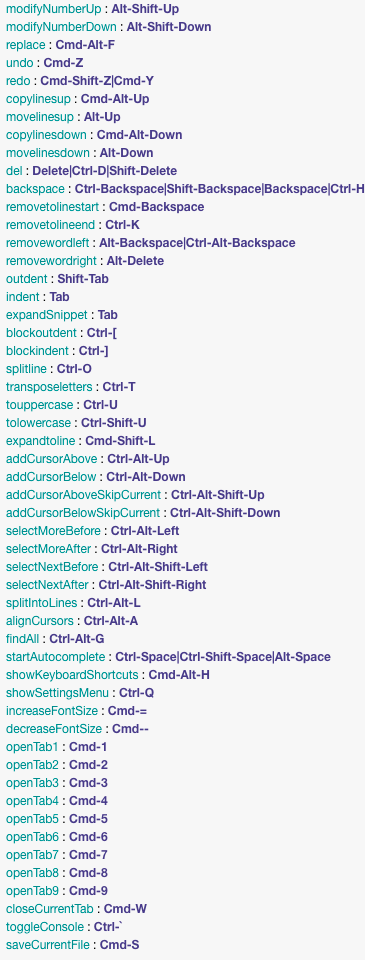 modifyNumberUp : Alt-Shift-Up
modifyNumberDown : Alt-Shift-Down
replace : Cmd-Alt-F
undo : Cmd-Z
redo : Cmd-Shift-Z|Cmd-Y
copylinesup : Cmd-Alt-Up
movelinesup : Alt-Up
copylinesdown : Cmd-Alt-Down
movelinesdown : Alt-Down
del : Delete|Ctrl-D|Shift-Delete
backspace : Ctrl-Backspace|Shift-Backspace|Backspace|Ctrl-H
removetolinestart : Cmd-Backspace
removetolineend : Ctrl-K
removewordleft : Alt-Backspace|Ctrl-Alt-Backspace
removewordright : Alt-Delete
outdent : Shift-Tab
indent : Tab
expandSnippet : Tab
blockoutdent : Ctrl-[
blockindent : Ctrl-]
splitline : Ctrl-O
transposeletters : Ctrl-T
touppercase : Ctrl-U
tolowercase : Ctrl-Shift-U
expandtoline : Cmd-Shift-L
addCursorAbove : Ctrl-Alt-Up
addCursorBelow : Ctrl-Alt-Down
addCursorAboveSkipCurrent : Ctrl-Alt-Shift-Up
addCursorBelowSkipCurrent : Ctrl-Alt-Shift-Down
selectMoreBefore : Ctrl-Alt-Left
selectMoreAfter : Ctrl-Alt-Right
selectNextBefore : Ctrl-Alt-Shift-Left
selectNextAfter : Ctrl-Alt-Shift-Right
splitIntoLines : Ctrl-Alt-L
alignCursors : Ctrl-Alt-A
findAll : Ctrl-Alt-G
startAutocomplete : Ctrl-Space|Ctrl-Shift-Space|Alt-Space
showKeyboardShortcuts : Cmd-Alt-H
showSettingsMenu : Ctrl-Q
increaseFontSize : Cmd-=
decreaseFontSize : Cmd--
openTab1 : Cmd-1
openTab2 : Cmd-2
openTab3 : Cmd-3
openTab4 : Cmd-4
openTab5 : Cmd-5
openTab6 : Cmd-6
openTab7 : Cmd-7
openTab8 : Cmd-8
openTab9 : Cmd-9
closeCurrentTab : Cmd-W
toggleConsole : Ctrl-`
saveCurrentFile : Cmd-S